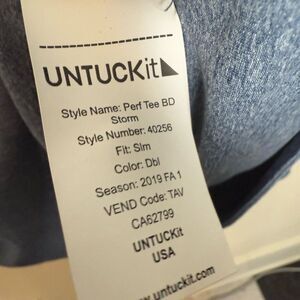 UNTUCKit
Style Name: Perf Tee BD
Storm
Style Number: 40256
Fit: Slm
Color: Dbl
Season: 2019 FA 1
VEND Code: TAV
CA62799
UNTUCKit
USA
www.untuckit.com